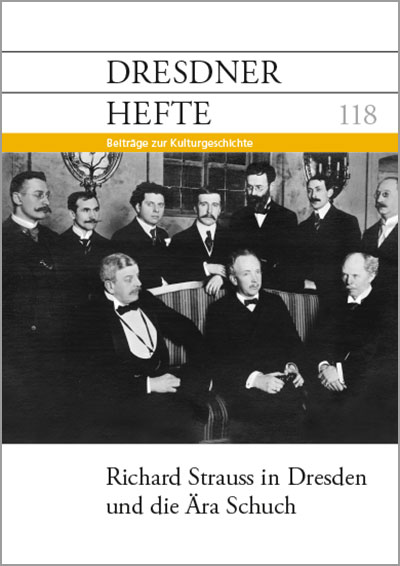 DRESDNER
HEFTE 118
Beiträge zur Kulturgeschichte
Richard Strauss in Dresden
und die Ära Schuch